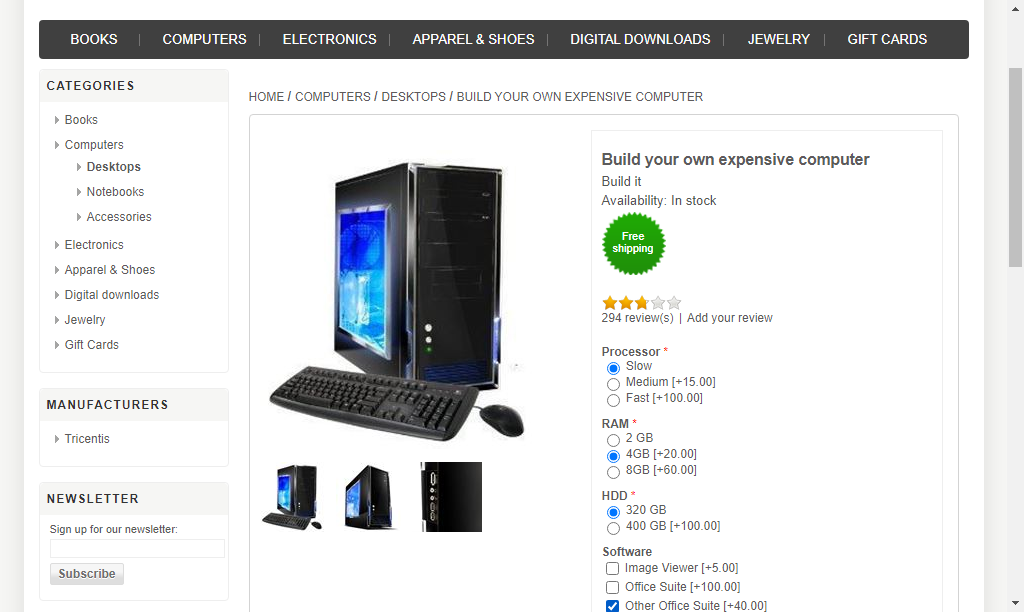 BOOKS | COMPUTERS | ELECTRONICS | APPAREL & SHOES | DIGITAL DOWNLOADS | JEWELRY | GIFT CARDS
CATEGORIES
Books
Computers
Desktops
Notebooks
Accessories
Electronics
Apparel & Shoes
Digital downloads
Jewelry
Gift Cards
MANUFACTURERS
Tricentis
NEWSLETTER
Sign up for our newsletter:
Subscribe
HOME / COMPUTERS / DESKTOPS / BUILD YOUR OWN EXPENSIVE COMPUTER
Build your own expensive computer
Build it
Availability: In stock
Free
shipping
294 review(s) | Add your review
Processor *
Slow
Medium [+15.00]
Fast [+100.00]
RAM *
2 GB
4GB [+20.00]
8GB [+60.00]
HDD *
320 GB
400 GB [+100.00]
Software
Image Viewer [+5.00]
Office Suite [+100.00]
Other Office Suite [+40.00]